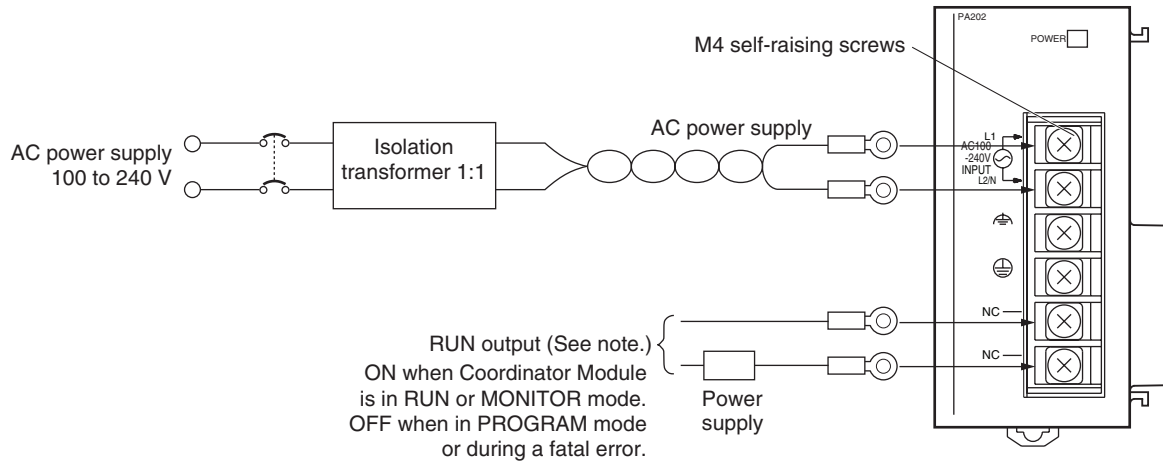 PA202
POWER
M4 self-raising screws
AC power supply
100 to 240 V
Isolation
transformer 1:1
AC power supply
L1
AC100
-240V
INPUT
L2/N
NC
NC
RUN output (See note.)
ON when Coordinator Module
is in RUN or MONITOR mode.
OFF when in PROGRAM mode
or during a fatal error.
Power
supply